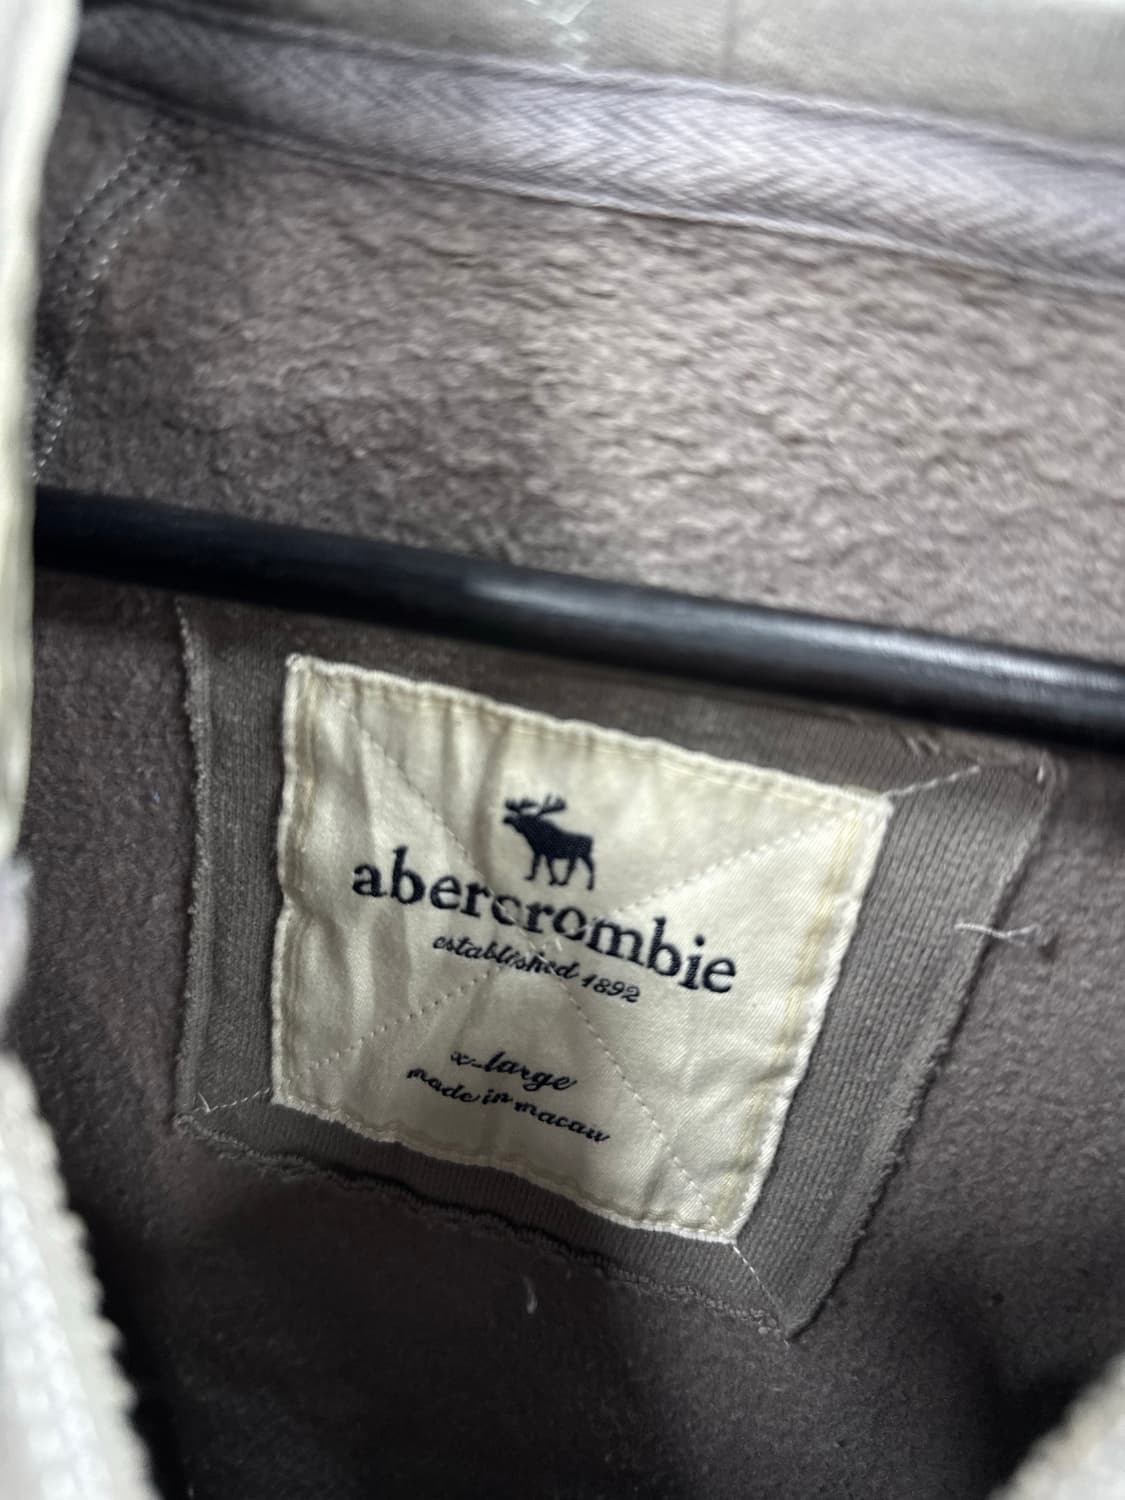 abercrombie
established 1892
x-large
made in macau